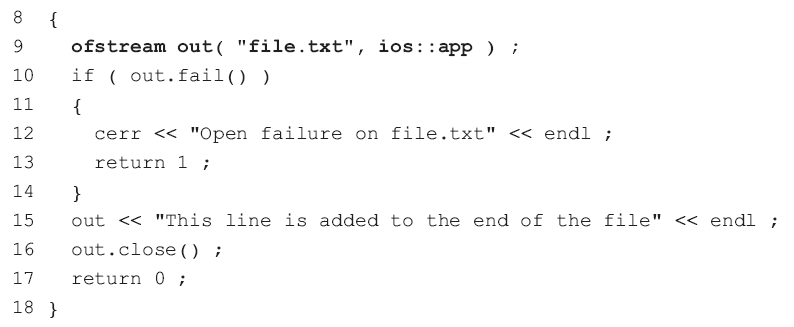 8 {
9 ofstream out( "file.txt", ios::app ) ;
10 if ( out.fail() )
11 {
12 cerr << "Open failure on file.txt" << endl ;
13 return 1 ;
14 }
15 out << "This line is added to the end of the file" << endl ;
16 out.close() ;
17 return 0 ;
18 }